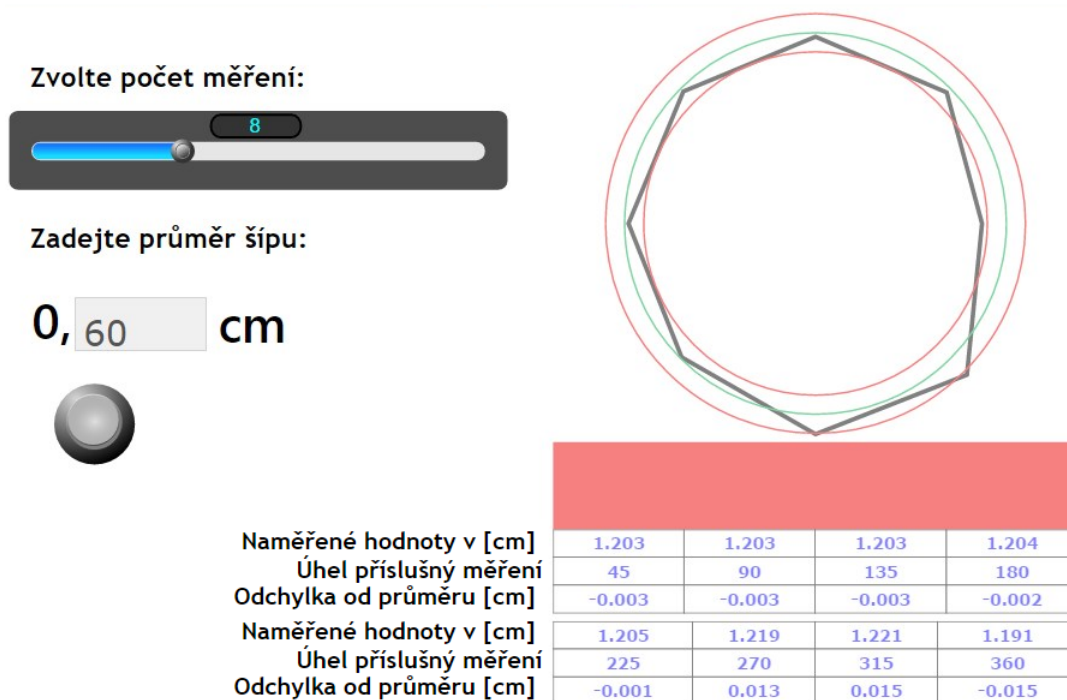 Zvolte počet měření:
8
Zadejte průměr šípu:
0, 60 cm
Naměřené hodnoty v [cm] 1.203 1.203 1.203 1.204
Úhel příslušný měření 45 90 135 180
Odchylka od průměru [cm] -0.003 -0.003 -0.003 -0.002
Naměřené hodnoty v [cm] 1.205 1.219 1.221 1.191
Úhel příslušný měření 225 270 315 360
Odchylka od průměru [cm] -0.001 0.013 0.015 -0.015